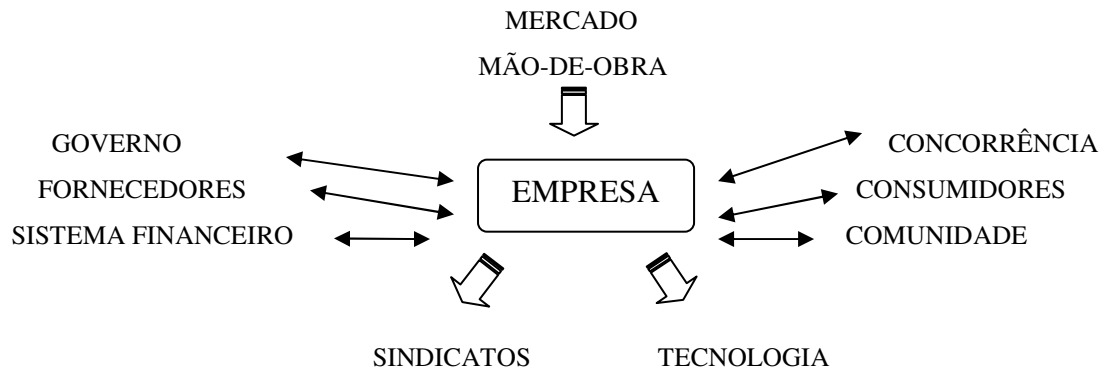 MERCADO
MÃO-DE-OBRA
GOVERNO
FORNECEDORES
SISTEMA FINANCEIRO
EMPRESA
CONCORRÊNCIA
CONSUMIDORES
COMUNIDADE
SINDICATOS
TECNOLOGIA